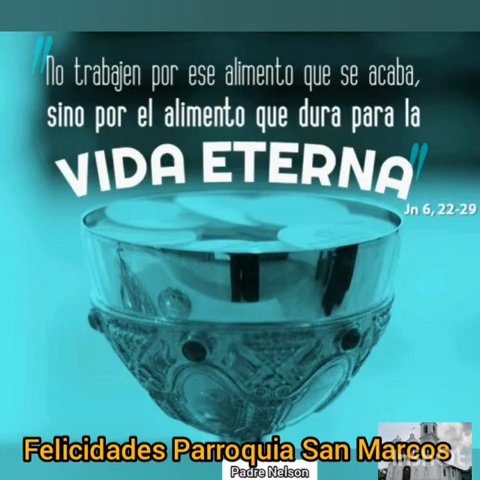 "No trabajen por ese alimento que se acaba,
sino por el alimento que dura para la
VIDA ETERNA"
Jn 6, 22-29
Felicidades Parroquia San Marcos
Padre Nelson